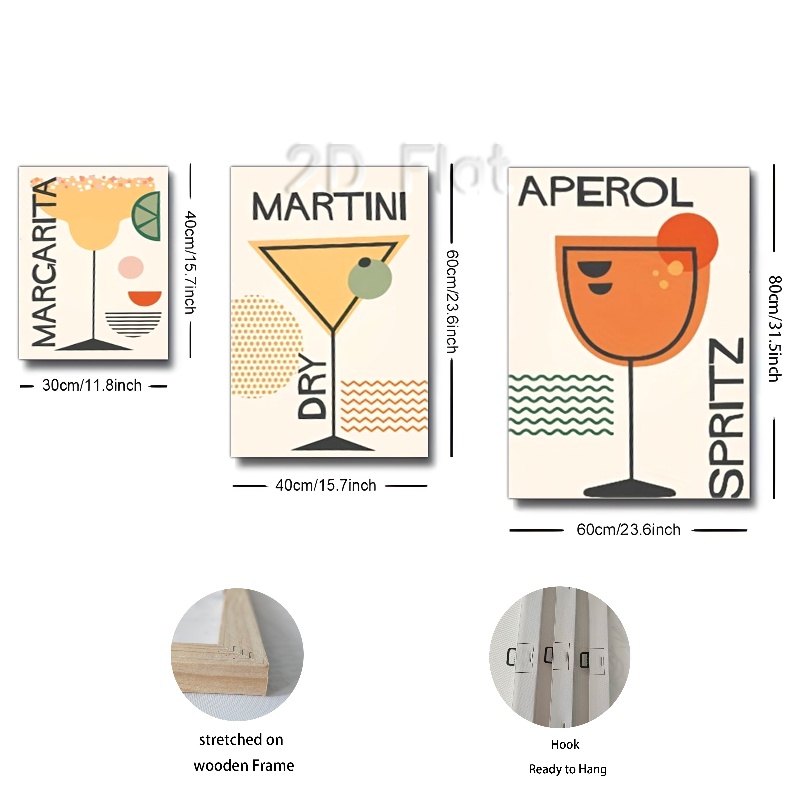 2D Flat
MARGARITA
40cm/15.7inch
30cm/11.8inch
MARTINI
DRY
60cm/23.6inch
40cm/15.7inch
APEROL
SPRITZ
80cm/31.5inch
60cm/23.6inch
stretched on
wooden Frame
Hook
Ready to Hang